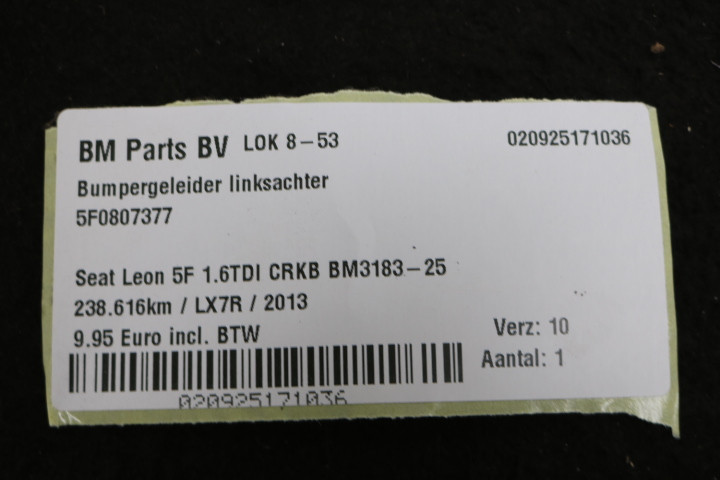 BM Parts BV LOK 8-53 020925171036
Bumpergeleider linksachter
5F0807377
Seat Leon 5F 1.6TDI CRKB BM3183-25
238.616km / LX7R / 2013
9.95 Euro incl. BTW
Verz: 10
Aantal: 1
020925171036